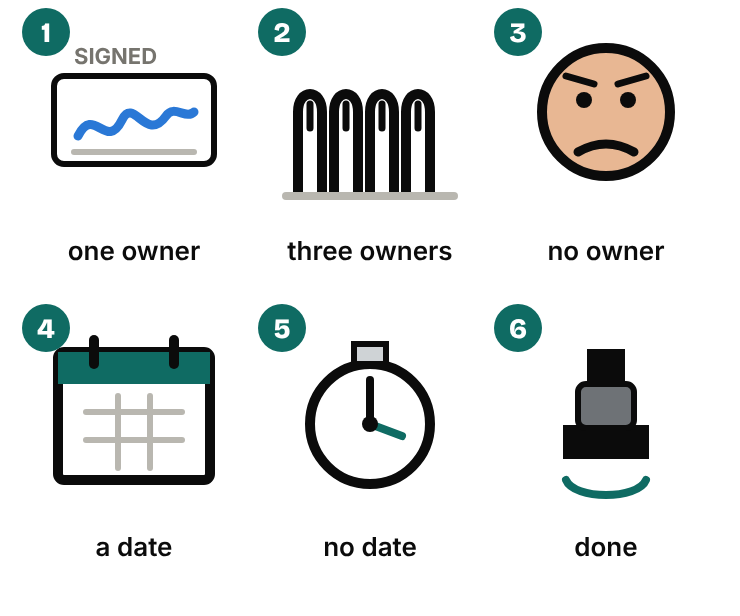 1
SIGNED
one owner
2
three owners
3
no owner
4
a date
5
no date
6
done